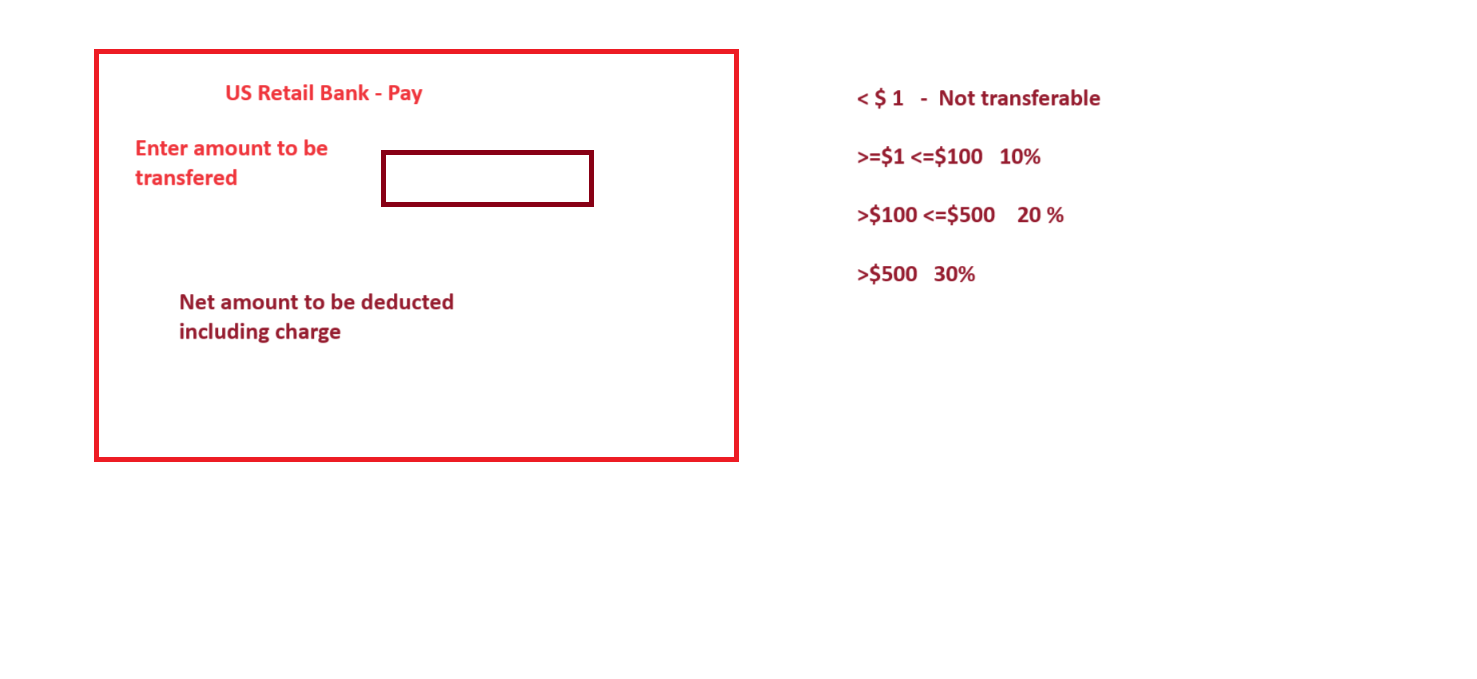 US Retail Bank - Pay
Enter amount to be
transfered
Net amount to be deducted
including charge
< $ 1 - Not transferable
>=$1 <=$100 10%
>$100 <=$500 20 %
>$500 30%